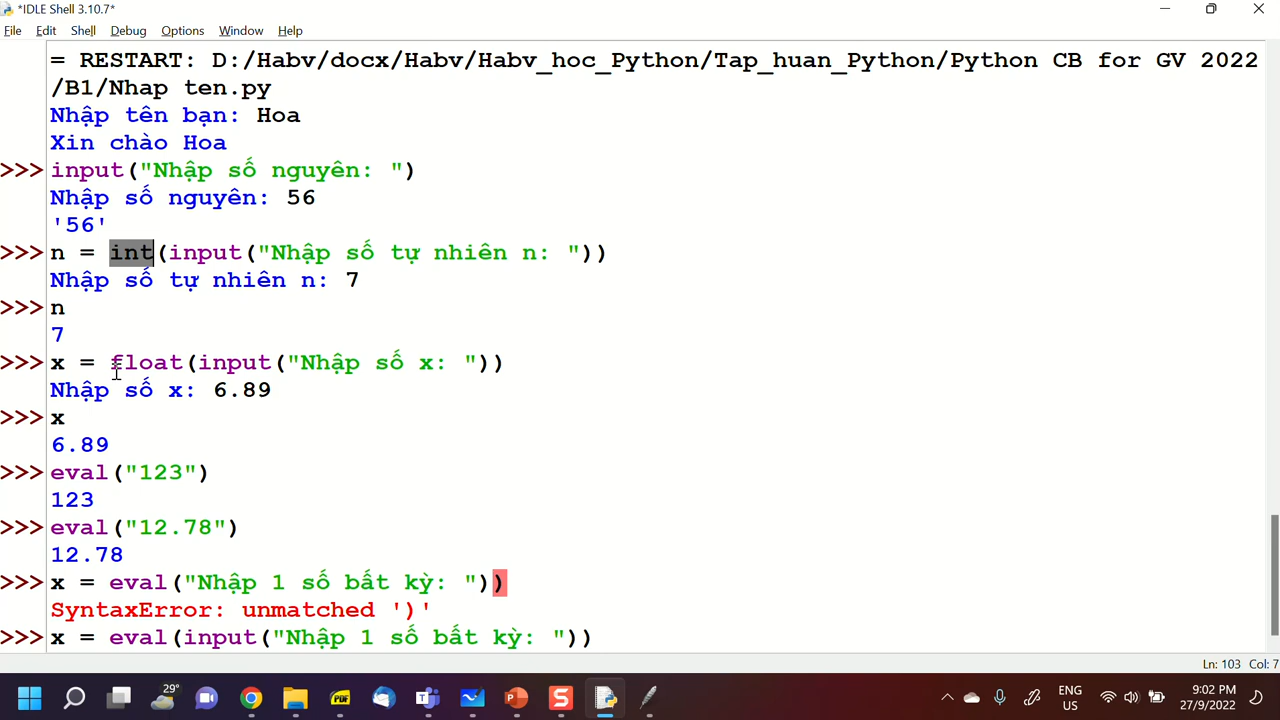 *IDLE Shell 3.10.7*
File Edit Shell Debug Options Window Help
= RESTART: D:/Habv/docx/Habv/Habv_hoc_Python/Tap_huan_Python/Python CB for GV 2022
/B1/Nhap ten.py
Nhập tên bạn: Hoa
Xin chào Hoa
>>> input("Nhập số nguyên: ")
Nhập số nguyên: 56
'56'
>>> n = int(input("Nhập số tự nhiên n: "))
Nhập số tự nhiên n: 7
>>> n
7
>>> x = float(input("Nhập số x: "))
Nhập số x: 6.89
>>> x
6.89
>>> eval("123")
123
>>> eval("12.78")
12.78
>>> x = eval("Nhập 1 số bất kỳ: "))
SyntaxError: unmatched ')'
>>> x = eval(input("Nhập 1 số bất kỳ: "))
Ln: 103 Col: 7
29°
PDF
S
ENG
US
9:02 PM
27/9/2022